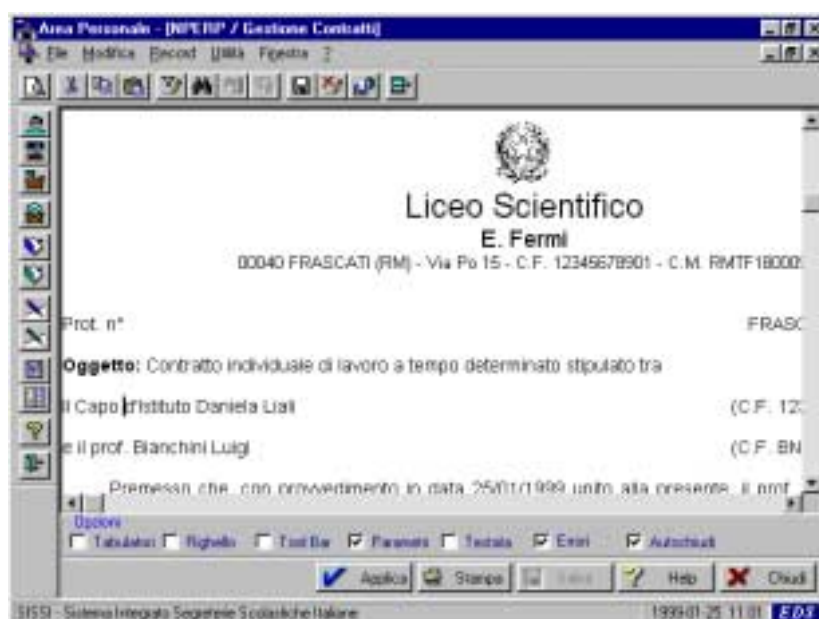 Area Personale - [NPERIP / Gestione Contratti]
File Modifica Record Utilità Finestra ?
Liceo Scientifico
E. Fermi
00040 FRASCATI (RM) - Via Po 15 - C.F. 12345678901 - C.M. RMTF18000
Prot. n° FRASC
Oggetto: Contratto individuale di lavoro a tempo determinato stipulato tra
Il Capo d'Istituto Daniela Liali (C.F. 12
e il prof. Bianchini Luigi (C.F. BN
Premesso che, con provvedimento in data 25/01/1999 unito alla presente, il prof
Opzioni
Tabulatori Righello Tool Bar Parametri Testata Errori Autochiudi
Applica Stampa Salva Help Chiudi
SISSI - Sistema Integrato Segreterie Scolastiche Italiane 1999-01-25 11:01 EDS